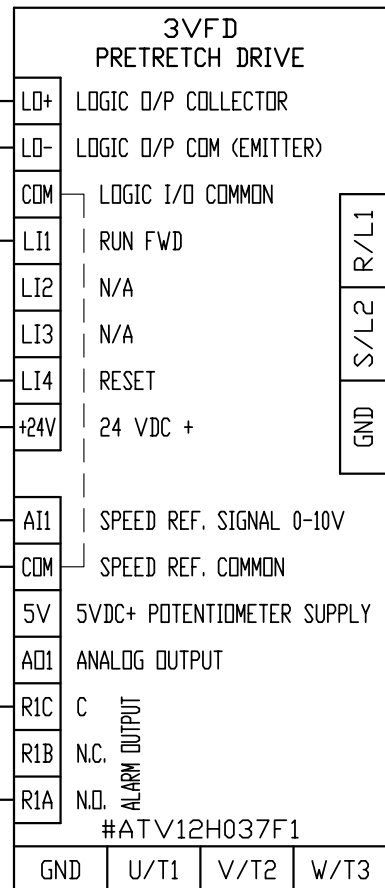 3VFD
PRETRETCH DRIVE
LO+ LOGIC O/P COLLECTOR
LO- LOGIC O/P COM (EMITTER)
COM LOGIC I/O COMMON
LI1 RUN FWD
LI2 N/A
LI3 N/A
LI4 RESET
+24V 24 VDC +
R/L1
S/L2
GND
AI1 SPEED REF. SIGNAL 0-10V
COM SPEED REF. COMMON
5V 5VDC+ POTENTIOMETER SUPPLY
AO1 ANALOG OUTPUT
R1C C
R1B N.C.
R1A N.O.
ALARM OUTPUT
#ATV12H037F1
GND U/T1 V/T2 W/T3